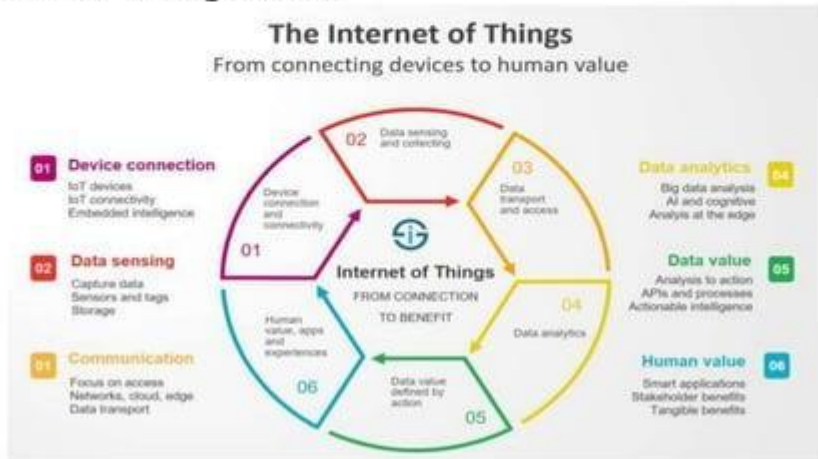 The Internet of Things
From connecting devices to human value
01 Device connection
IoT devices
IoT connectivity
Embedded intelligence
02 Data sensing
Capture data
Sensors and tags
Storage
01 Communication
Focus on access
Networks, cloud, edge
Data transport
02 Data sensing
and collecting
03
Data
transport
and access
Device
connection
and
connectivity
01
Internet of Things
FROM CONNECTION
TO BENEFIT
04
Data analytics
Human
value, apps
and
experiences
06
Data value
defined by
action
05
Data analytics 04
Big data analysis
AI and cognitive
Analyis at the edge
Data value 05
Analysis to action
APIs and processes
Actionable intelligence
Human value 06
Smart applications
Stakeholder benefits
Tangible benefits